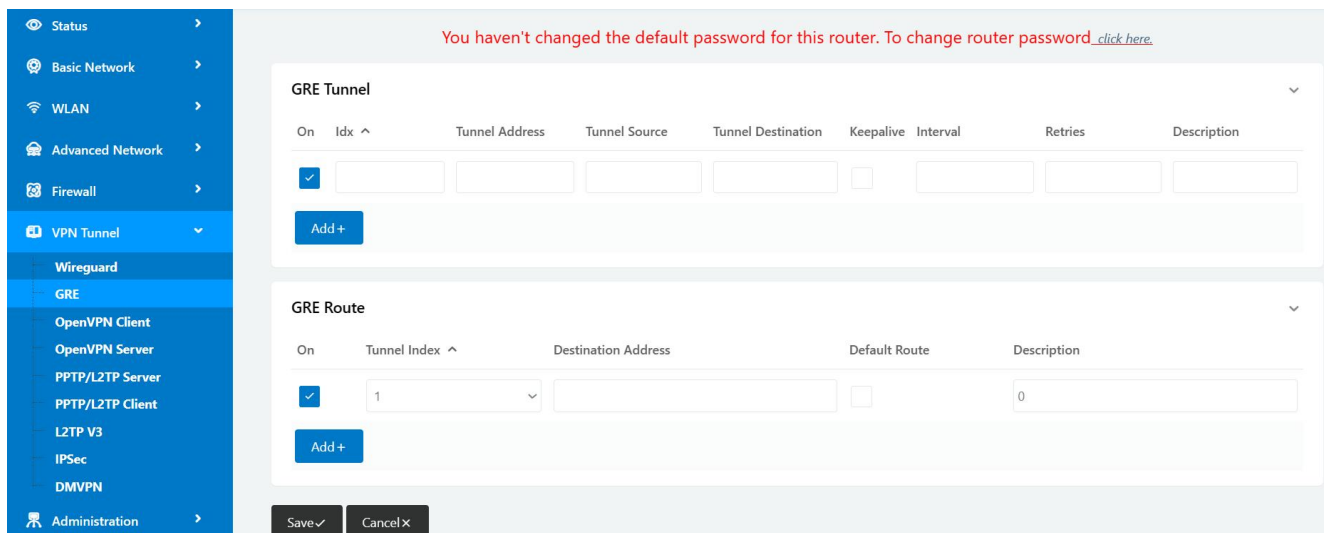 Status
Basic Network
WLAN
Advanced Network
Firewall
VPN Tunnel
Wireguard
GRE
OpenVPN Client
OpenVPN Server
PPTP/L2TP Server
PPTP/L2TP Client
L2TP V3
IPSec
DMVPN
Administration
You haven't changed the default password for this router. To change router password click here.
GRE Tunnel
On Idx Tunnel Address Tunnel Source Tunnel Destination Keepalive Interval Retries Description
Add+
GRE Route
On Tunnel Index Destination Address Default Route Description
1 0
Add+
Save Cancel